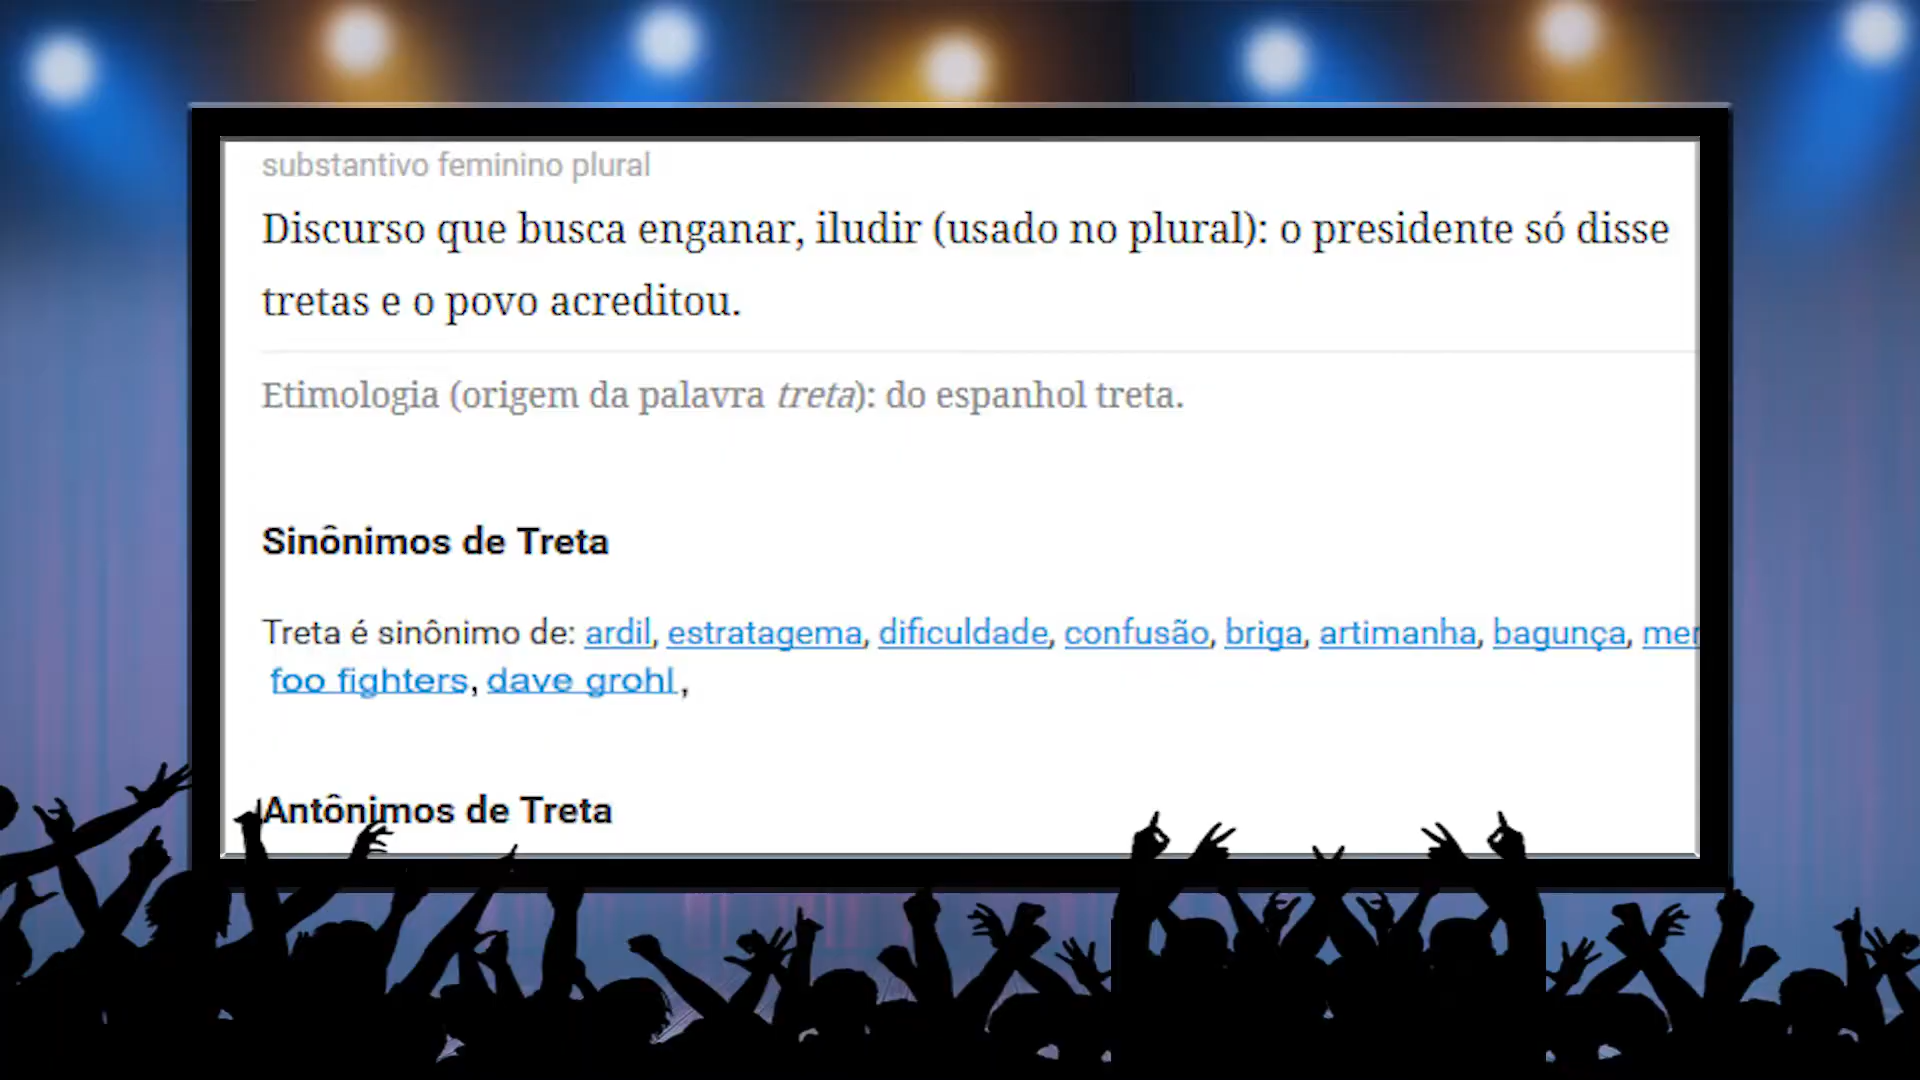 substantivo feminino plural
Discurso que busca enganar, iludir (usado no plural): o presidente só disse
tretas e o povo acreditou.
Etimologia (origem da palavra treta): do espanhol treta.
Sinônimos de Treta
Treta é sinônimo de: ardil, estratagema, dificuldade, confusão, briga, artimanha, bagunça,
foo fighters, dave grohl,
Antônimos de Treta